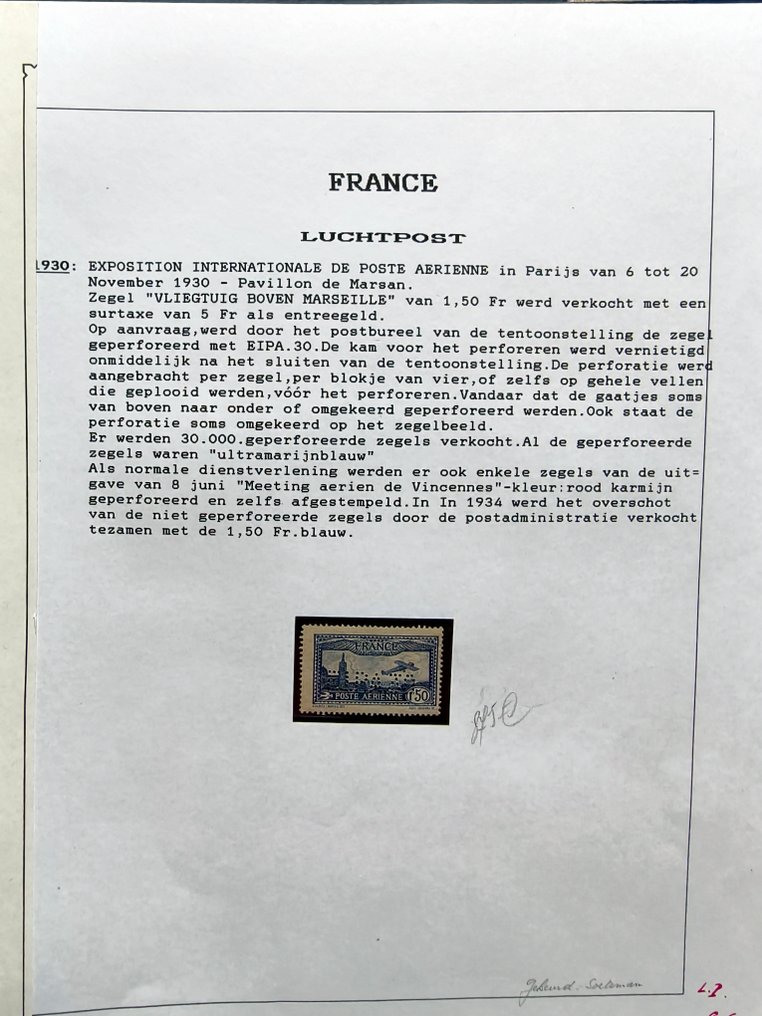 FRANCE
LUCHTPOST
1930: EXPOSITION INTERNATIONALE DE POSTE AERIENNE in Parijs van 6 tot 20
November 1930 - Pavillon de Marsan.
Zegel "VLIEGTUIG BOVEN MARSEILLE" van 1,50 Fr werd verkocht met een
surtaxe van 5 Fr als entreegeld.
Op aanvraag,werd door het postbureel van de tentoonstelling de zegel
geperforeerd met EIPA.30.De kam voor het perforeren werd vernietigd
onmiddelijk na het sluiten van de tentoonstelling.De perforatie werd
aangebracht per zegel,per blokje van vier,of zelfs op gehele vellen
die geplooid werden,vóór het perforeren.Vandaar dat de gaatjes soms
van boven naar onder of omgekeerd geperforeerd werden.Ook staat de
perforatie soms omgekeerd op het zegelbeeld.
Er werden 30.000.geperforeerde zegels verkocht.Al de geperforeerde
zegels waren "ultramarijnblauw"
Als normale dienstverlening werden er ook enkele zegels van de uit=
gave van 8 juni "Meeting aerien de Vincennes"-kleur:rood karmijn
geperforeerd en zelfs afgestempeld.In In 1934 werd het overschot
van de niet geperforeerde zegels door de postadministratie verkocht
tezamen met de 1,50 Fr.blauw.
FRANCE
POSTE AERIENNE 1f50